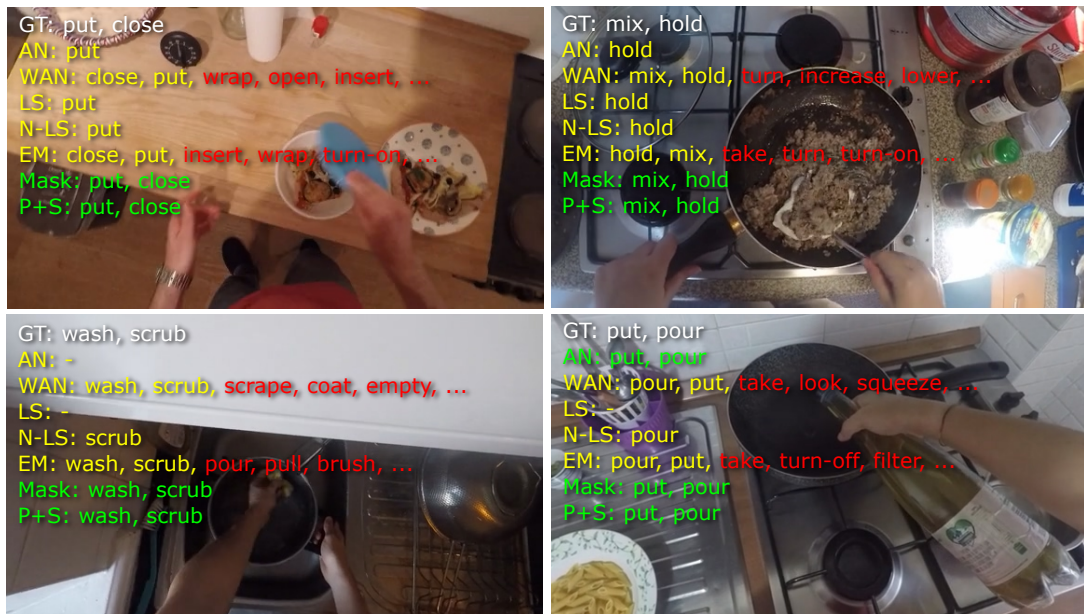 GT: put, close
AN: put
WAN: close, put, wrap, open, insert, ...
LS: put
N-LS: put
EM: close, put, insert, wrap, turn-on, ...
Mask: put, close
P+S: put, close
GT: mix, hold
AN: hold
WAN: mix, hold, turn, increase, lower, ...
LS: hold
N-LS: hold
EM: hold, mix, take, turn, turn-on, ...
Mask: mix, hold
P+S: mix, hold
GT: wash, scrub
AN: -
WAN: wash, scrub, scrape, coat, empty, ...
LS: -
N-LS: scrub
EM: wash, scrub, pour, pull, brush, ...
Mask: wash, scrub
P+S: wash, scrub
GT: put, pour
AN: put, pour
WAN: pour, put, take, look, squeeze, ...
LS: -
N-LS: pour
EM: pour, put, take, turn-off, filter, ...
Mask: put, pour
P+S: put, pour